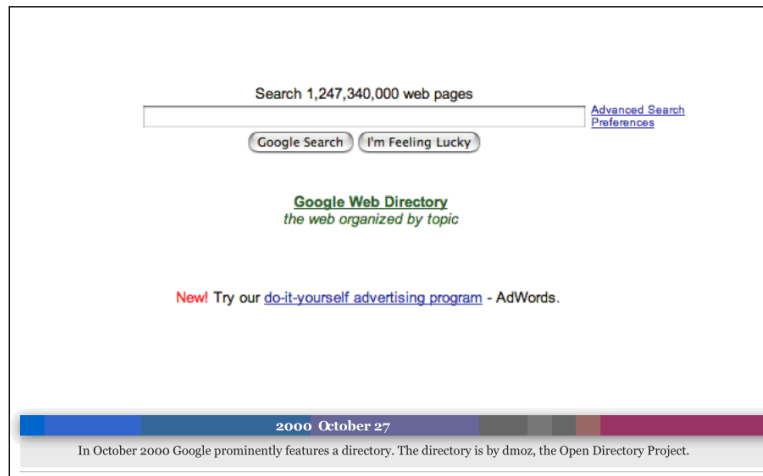 Search 1,247,340,000 web pages
Advanced Search
Preferences
Google Search I'm Feeling Lucky
Google Web Directory
the web organized by topic
New! Try our do-it-yourself advertising program - AdWords.
2000 October 27
In October 2000 Google prominently features a directory. The directory is by dmoz, the Open Directory Project.